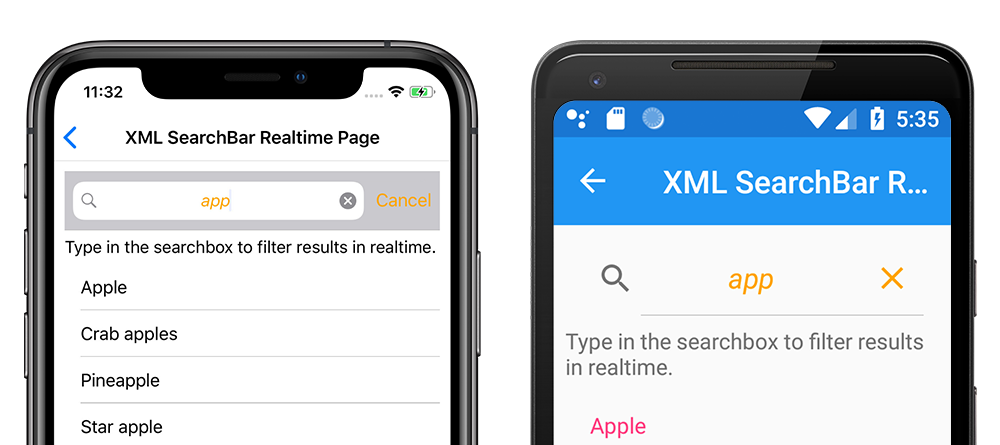 11:32
XML SearchBar Realtime Page
app
Cancel
Type in the searchbox to filter results in realtime.
Apple
Crab apples
Pineapple
Star apple
5:35
XML SearchBar R...
app
Type in the searchbox to filter results
in realtime.
Apple